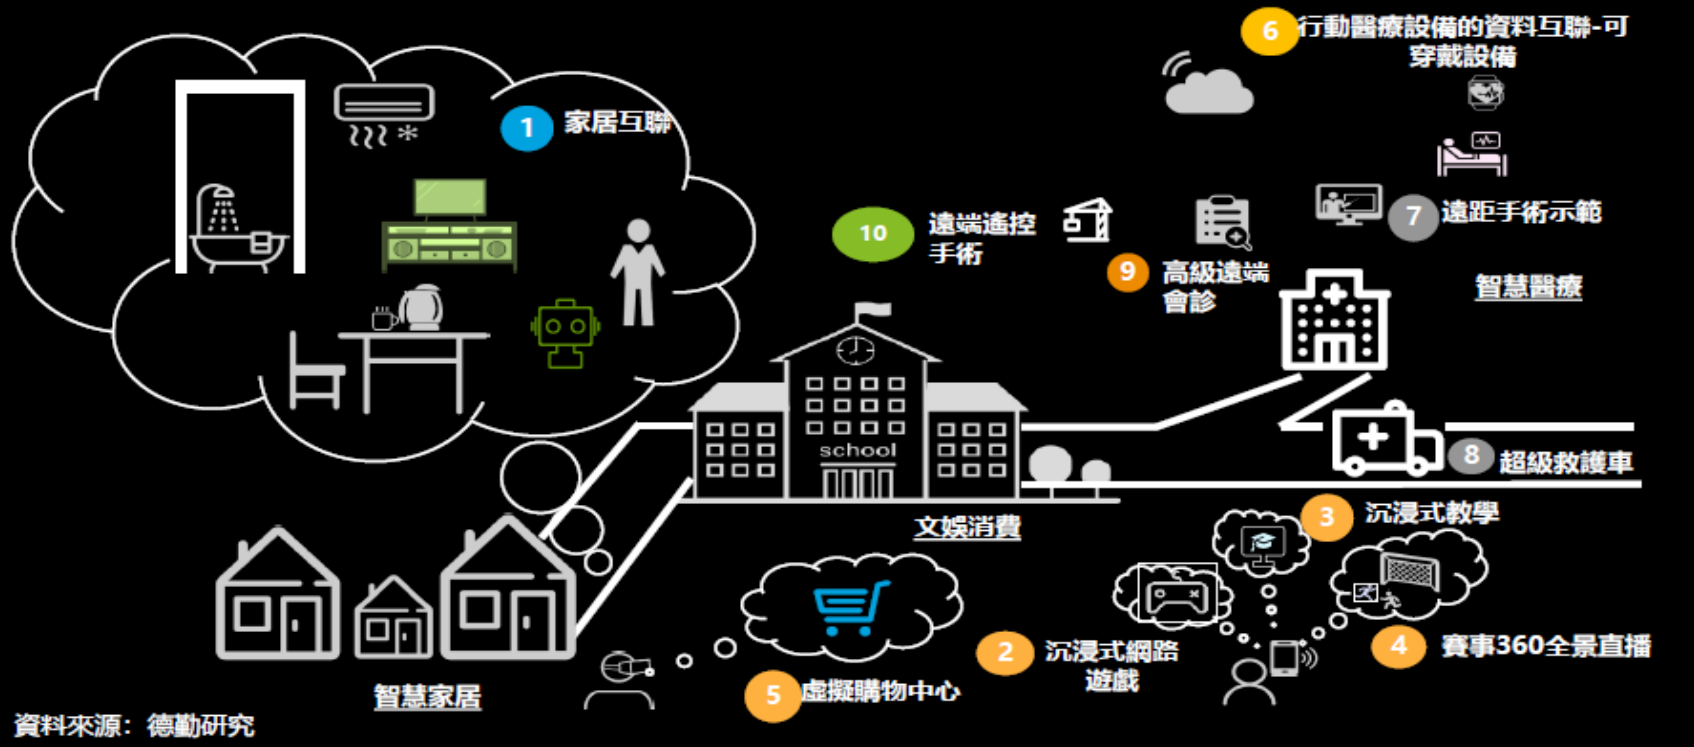 6
行動醫療設備的資料互聯-可
穿戴設備
1
家居互聯
7
遠距手術示範
10
遠端遙控
手術
9
高級遠端
會診
智慧醫療
school
8
超級救護車
文娛消費
3
沉浸式教學
2
沉浸式網路
遊戲
4
賽事360全景直播
5
虛擬購物中心
智慧家居
資料來源：德勤研究